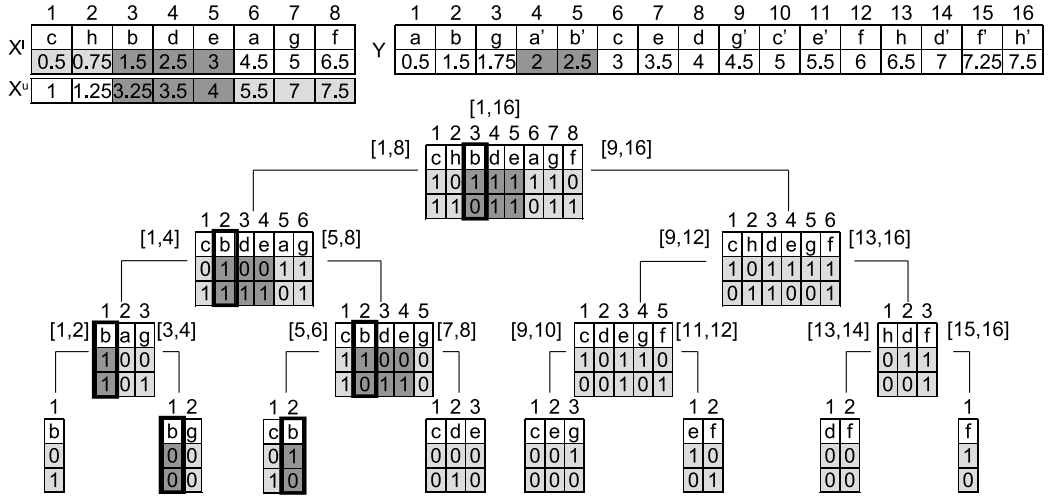 1 2 3 4 5 6 7 8
1 2 3 4 5 6 7 8 9 10 11 12 13 14 15 16
Xˡ c h b d e a g f
0.5 0.75 1.5 2.5 3 4.5 5 6.5
Xᵘ 1 1.25 3.25 3.5 4 5.5 7 7.5
Y a b g a' b' c e d g' c' e' f h d' f' h'
0.5 1.5 1.75 2 2.5 3 3.5 4 4.5 5 5.5 6 6.5 7 7.25 7.5
[1,16]
1 2 3 4 5 6 7 8
[1,8] c h b d e a g f [9,16]
1 0 1 1 1 1 1 0
1 1 0 1 1 0 1 1
1 2 3 4 5 6
[1,4] c b d e a g [5,8]
0 1 0 0 1 1
1 1 1 1 0 1
1 2 3 4 5 6
[9,12] c h d e g f [13,16]
1 0 1 1 1 1
0 1 1 0 0 1
1 2 3
[1,2] b a g [3,4]
1 0 0
1 0 1
1 2 3 4 5
[5,6] c b d e g [7,8]
1 1 0 0 0
1 0 1 1 0
1 2 3 4 5
[9,10] c d e g f [11,12]
1 0 1 1 0
0 0 1 0 1
1 2 3
[13,14] h d f [15,16]
0 1 1
0 0 1
1
b
0
1
1 2
b g
0 0
0 0
1 2
c b
0 1
1 0
1 2 3
c d e
0 0 0
0 1 0
1 2 3
c e g
0 0 1
0 0 0
1 2
e f
1 0
0 1
1 2
d f
0 0
0 0
1
f
1
0